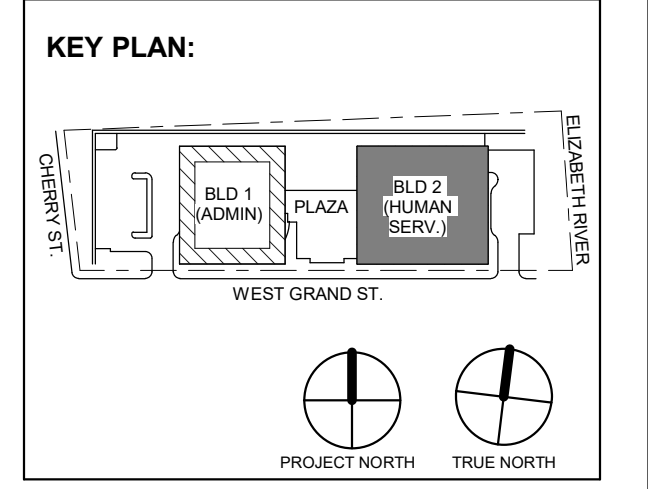 KEY PLAN:
CHERRY ST.
BLD 1
(ADMIN)
PLAZA
BLD 2
(HUMAN
SERV.)
ELIZABETH RIVER
WEST GRAND ST.
PROJECT NORTH
TRUE NORTH